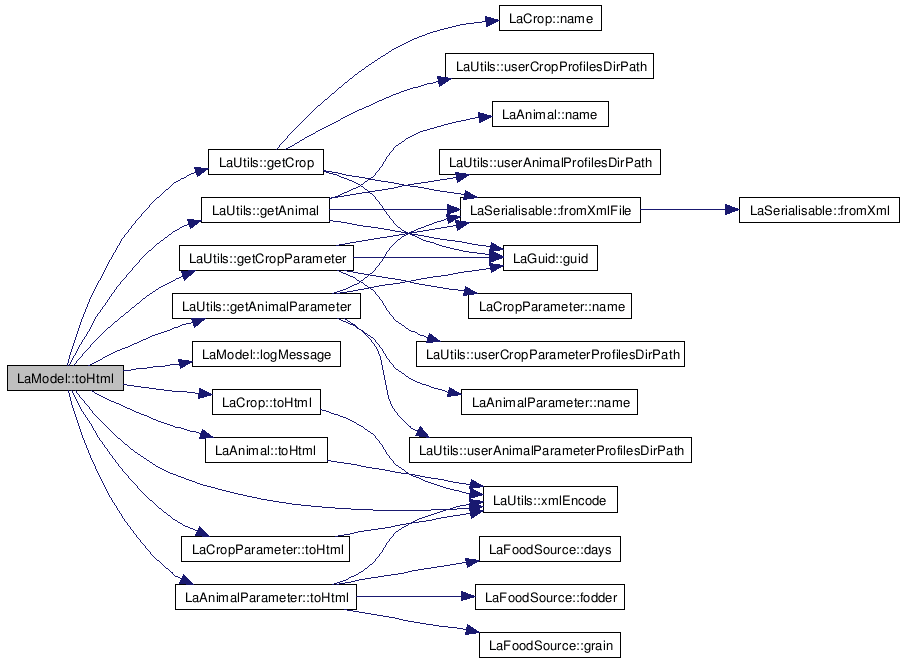 LaCrop::name
LaUtils::userCropProfilesDirPath
LaAnimal::name
LaUtils::getCrop
LaUtils::userAnimalProfilesDirPath
LaUtils::getAnimal
LaSerialisable::fromXmlFile
LaSerialisable::fromXml
LaUtils::getCropParameter
LaGuid::guid
LaUtils::getAnimalParameter
LaCropParameter::name
LaModel::logMessage
LaUtils::userCropParameterProfilesDirPath
LaModel::toHtml
LaCrop::toHtml
LaAnimalParameter::name
LaAnimal::toHtml
LaUtils::userAnimalParameterProfilesDirPath
LaUtils::xmlEncode
LaCropParameter::toHtml
LaFoodSource::days
LaAnimalParameter::toHtml
LaFoodSource::fodder
LaFoodSource::grain